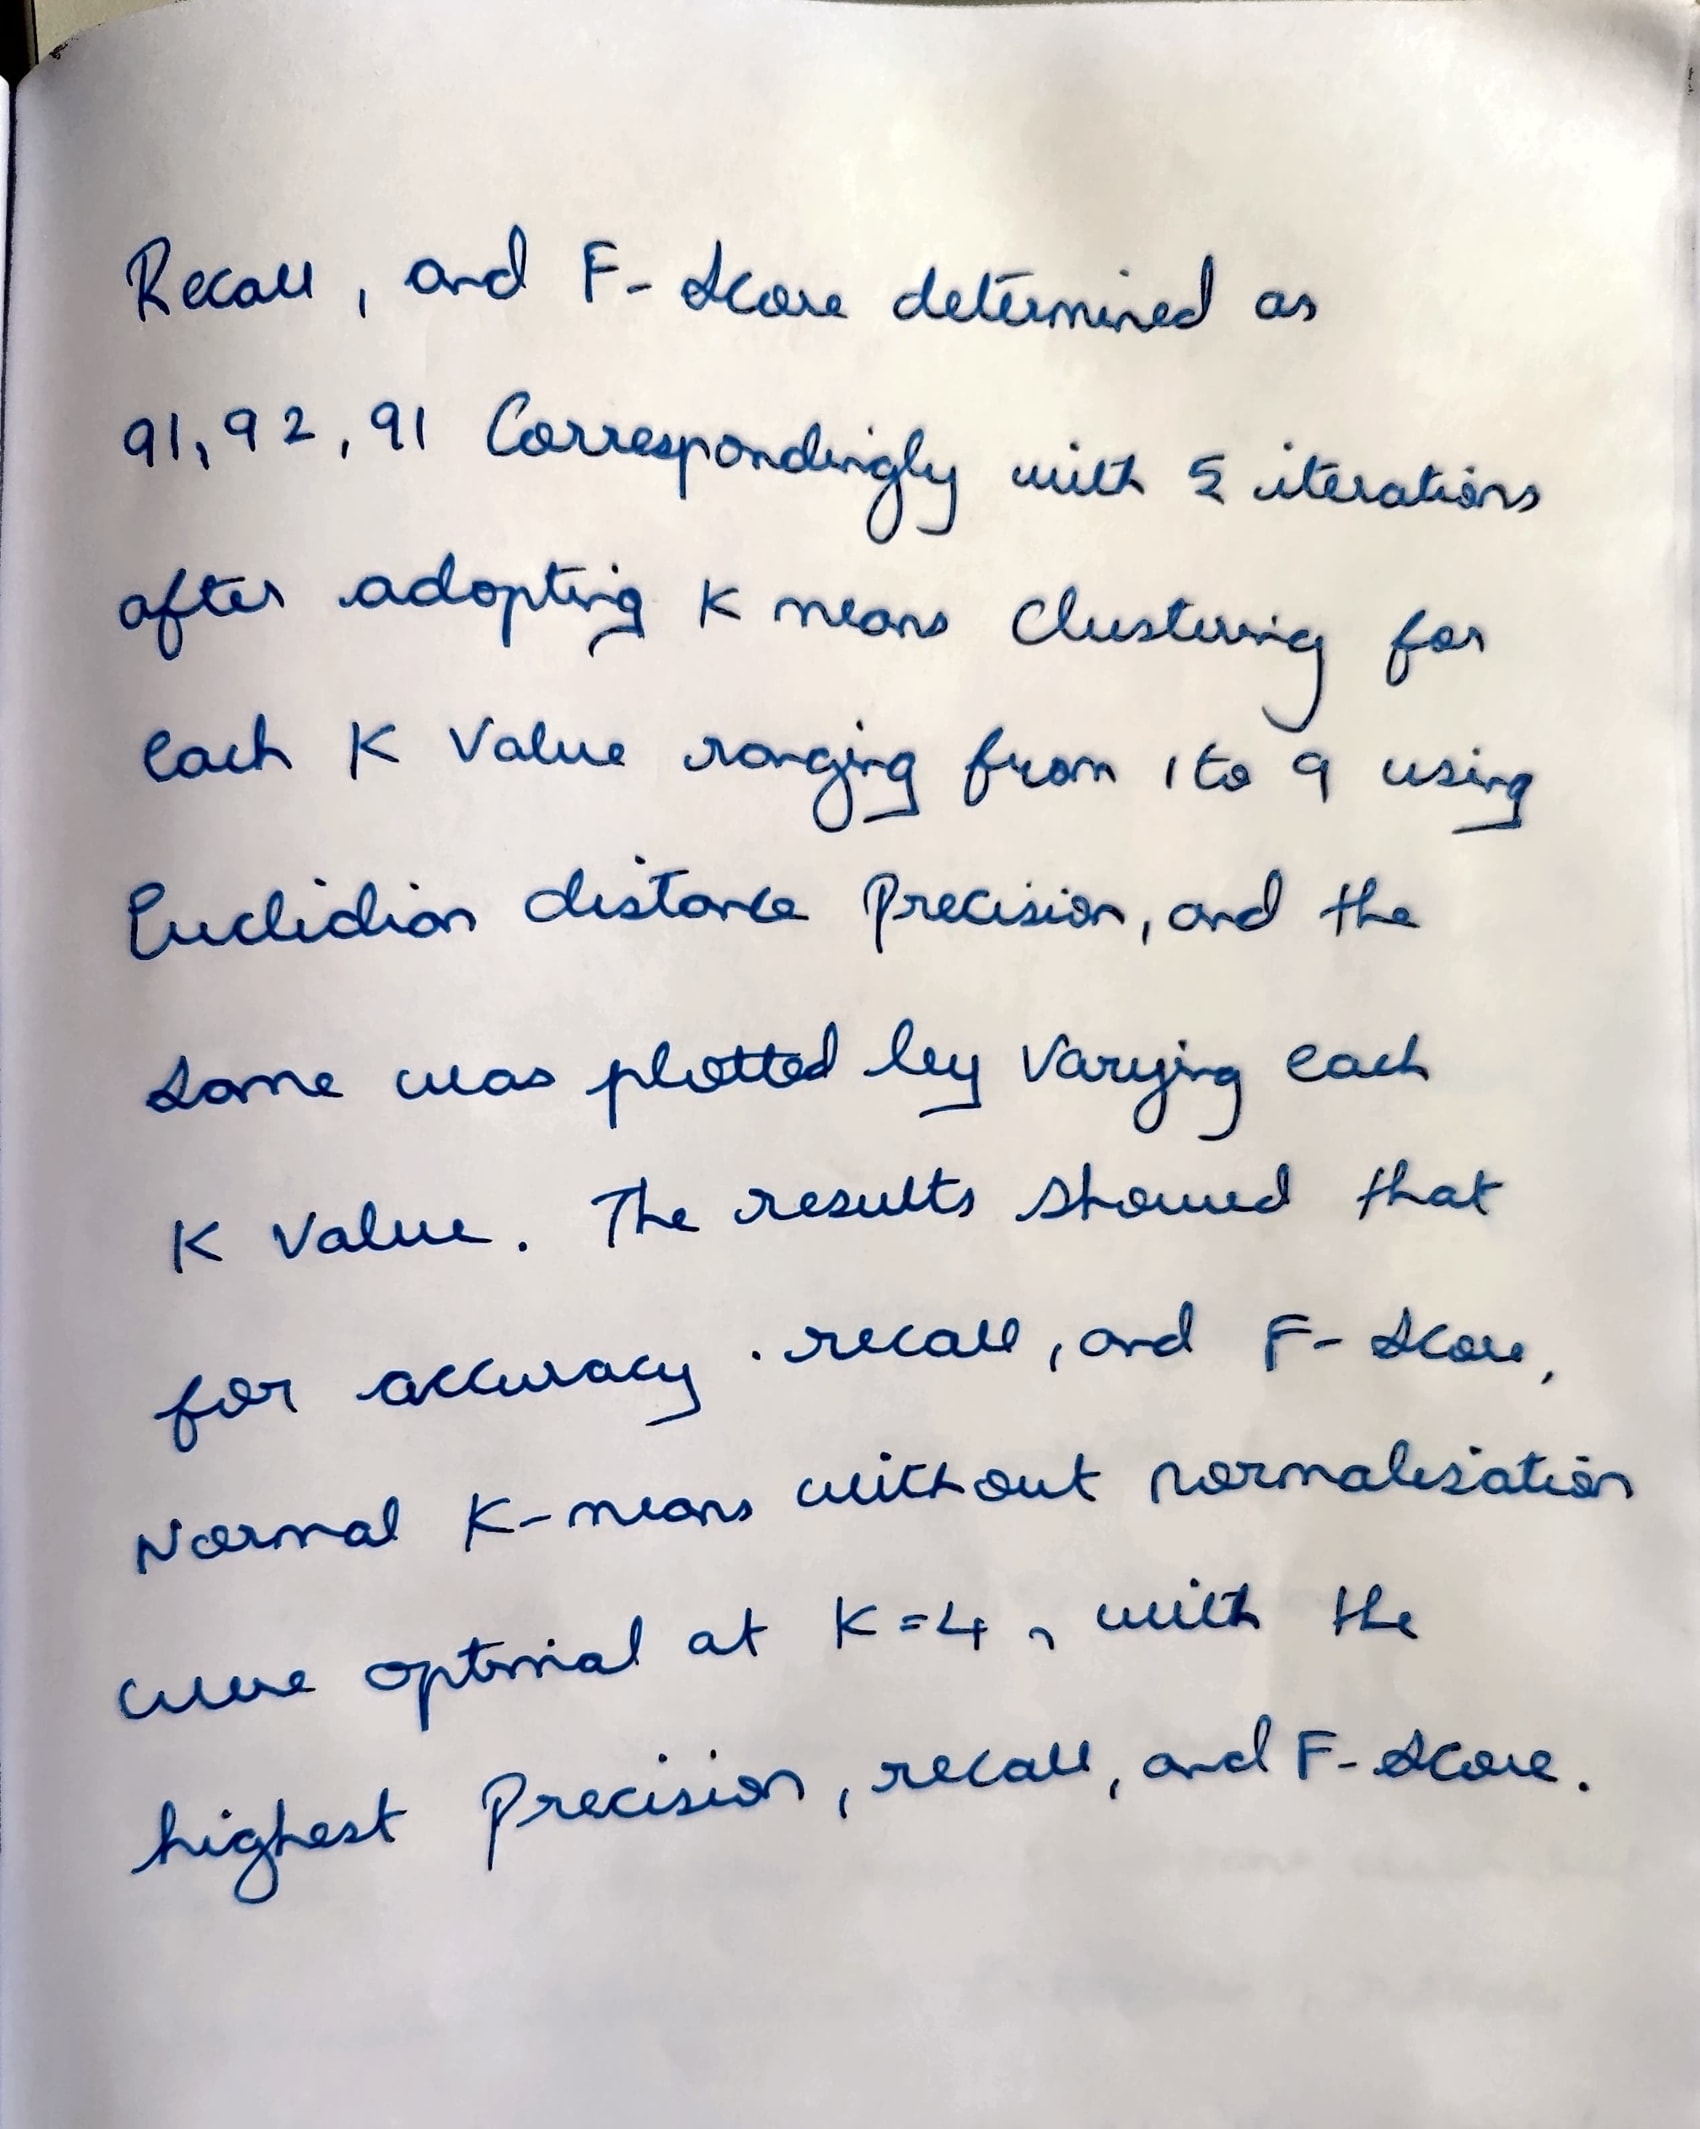 Recall, and F-Score determined as
91, 92, 91 Correspondingly with 5 iterations
after adopting K means Clustering for
each K Value ranging from 1 to 9 using
Euclidian distance Precision, and the
Same was plotted by Varying each
K Value. The results showed that
for accuracy . recall, and F-Score,
Normal K-means without normalization
were optimal at K=4, with the
highest Precision, recall, and F-Score.